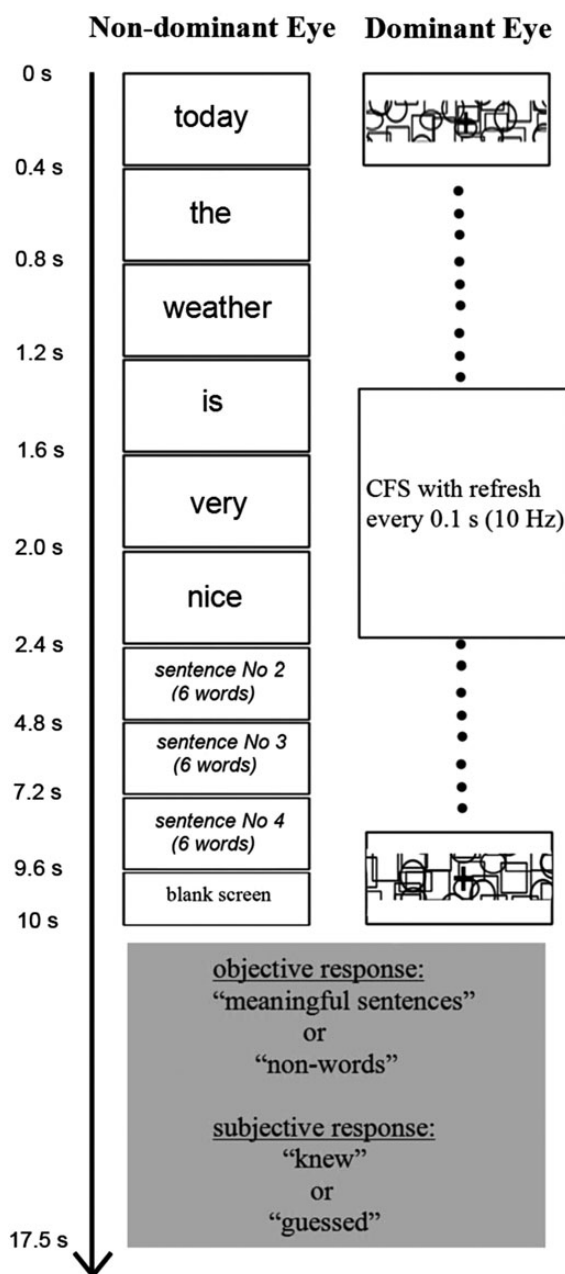 Non-dominant Eye Dominant Eye
0 s
today
0.4 s
the
0.8 s
weather
1.2 s
is
CFS with refresh
every 0.1 s (10 Hz)
1.6 s
very
2.0 s
nice
2.4 s
sentence No 2
(6 words)
4.8 s
sentence No 3
(6 words)
7.2 s
sentence No 4
(6 words)
9.6 s
blank screen
10 s
objective response:
“meaningful sentences”
or
“non-words”
subjective response:
“knew”
or
“guessed”
17.5 s